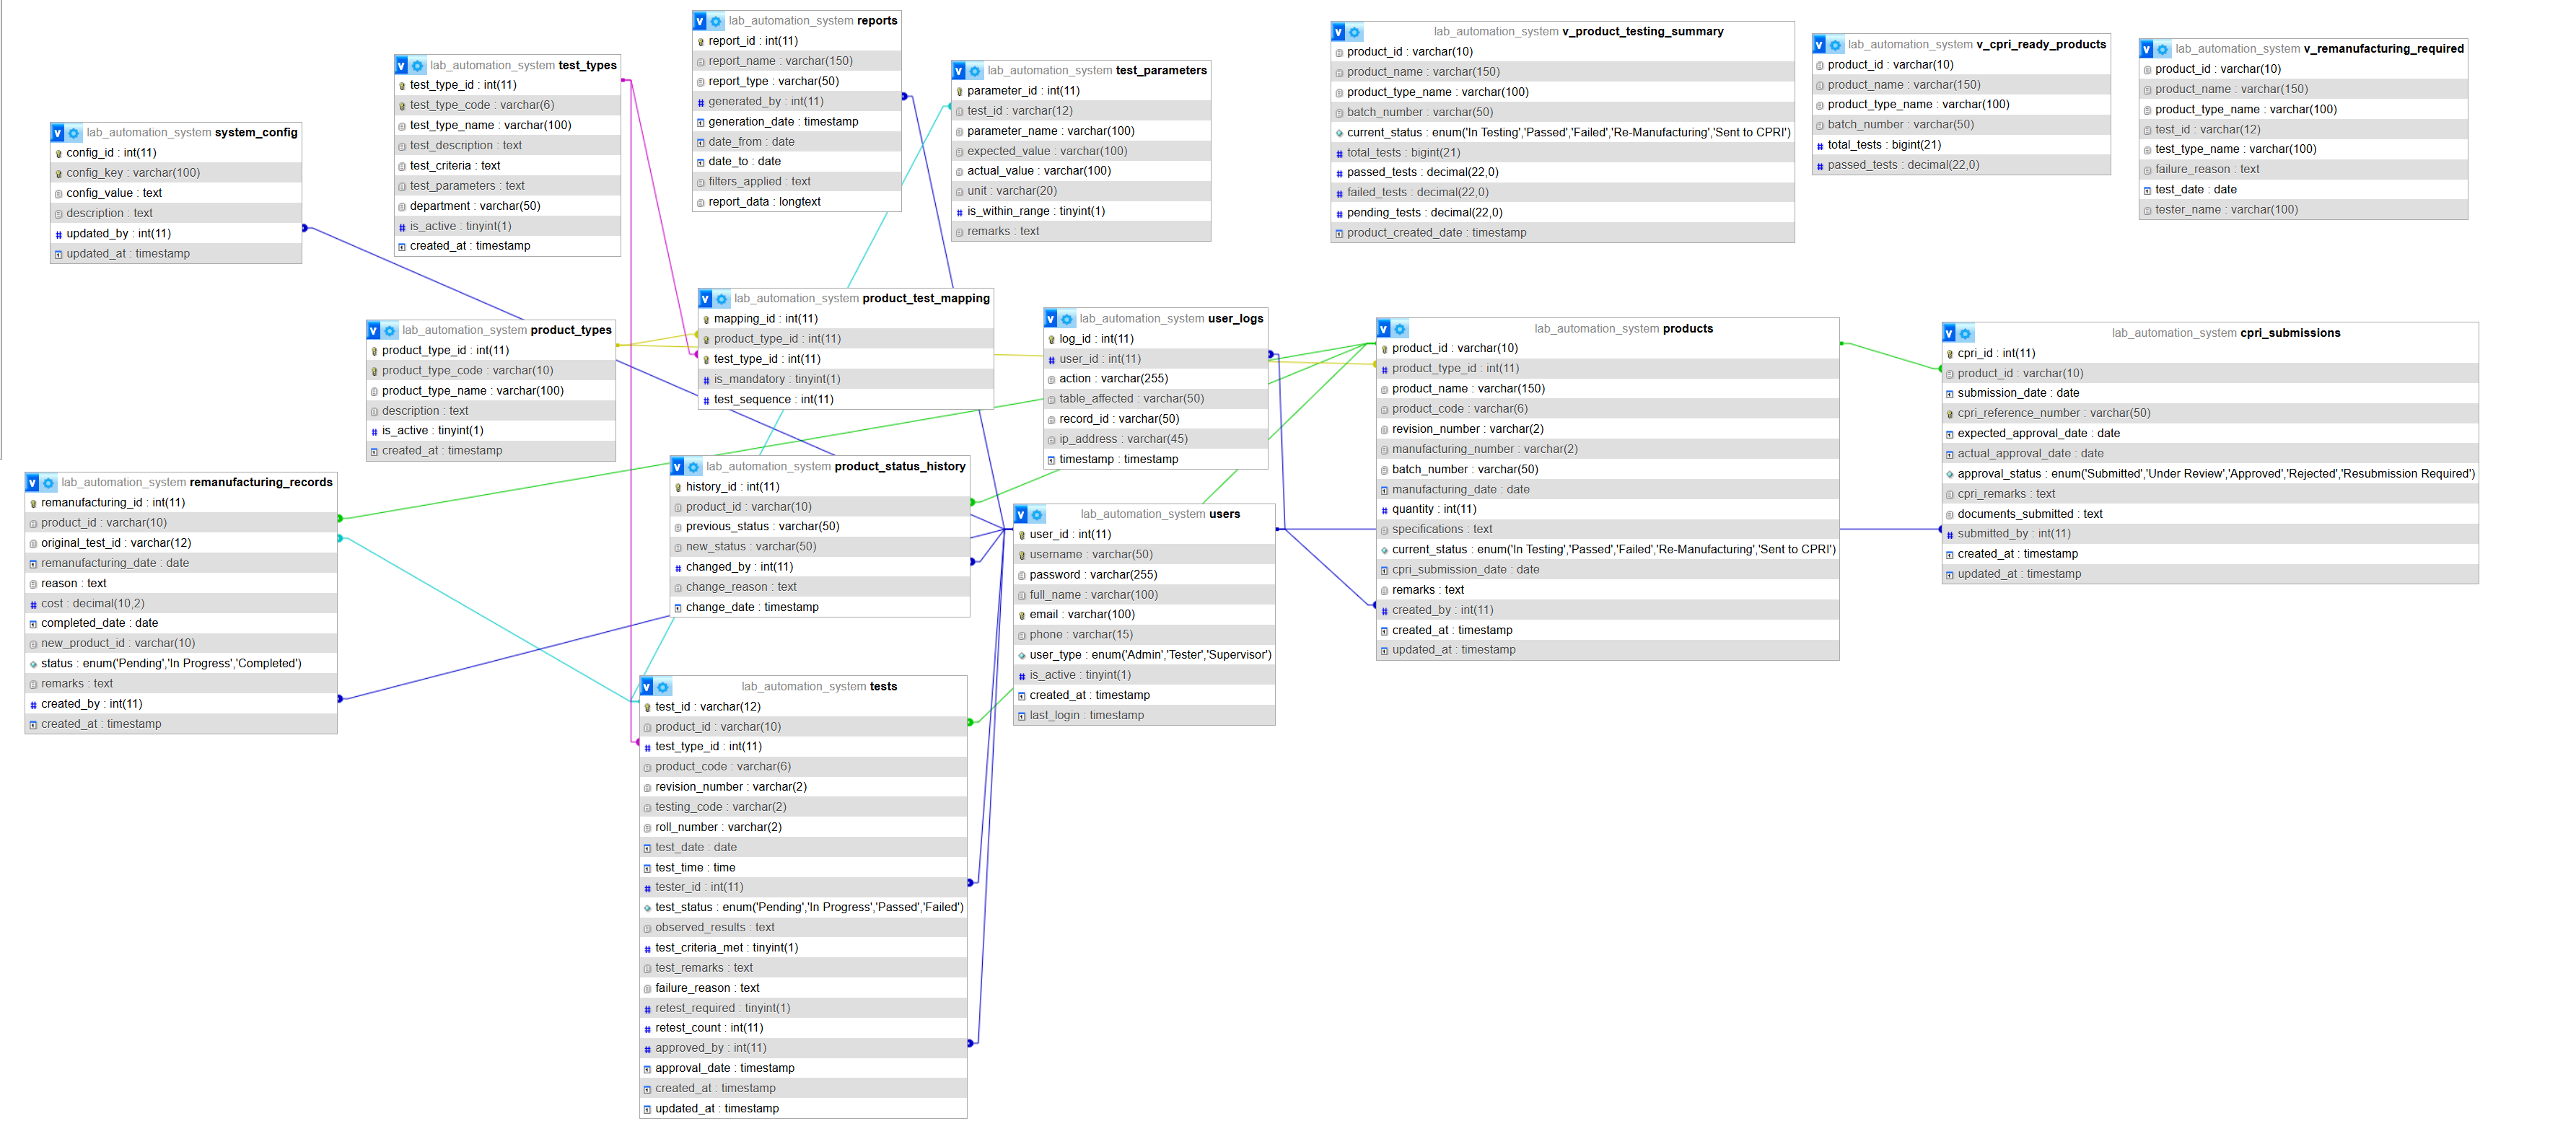 lab_automation_system system_config
config_id : int(11)
config_key : varchar(100)
config_value : text
description : text
updated_by : int(11)
updated_at : timestamp
lab_automation_system test_types
test_type_id : int(11)
test_type_code : varchar(6)
test_type_name : varchar(100)
test_description : text
test_criteria : text
test_parameters : text
department : varchar(50)
is_active : tinyint(1)
created_at : timestamp
lab_automation_system reports
report_id : int(11)
report_name : varchar(150)
report_type : varchar(50)
generated_by : int(11)
generation_date : timestamp
date_from : date
date_to : date
filters_applied : text
report_data : longtext
lab_automation_system test_parameters
parameter_id : int(11)
test_id : varchar(12)
parameter_name : varchar(100)
expected_value : varchar(100)
actual_value : varchar(100)
unit : varchar(20)
is_within_range : tinyint(1)
remarks : text
lab_automation_system v_product_testing_summary
product_id : varchar(10)
product_name : varchar(150)
product_type_name : varchar(100)
batch_number : varchar(50)
current_status : enum('In Testing','Passed','Failed','Re-Manufacturing','Sent to CPRI')
total_tests : bigint(21)
passed_tests : decimal(22,0)
failed_tests : decimal(22,0)
pending_tests : decimal(22,0)
product_created_date : timestamp
lab_automation_system v_cpri_ready_products
product_id : varchar(10)
product_name : varchar(150)
product_type_name : varchar(100)
batch_number : varchar(50)
total_tests : bigint(21)
passed_tests : decimal(22,0)
lab_automation_system v_remanufacturing_required
product_id : varchar(10)
product_name : varchar(150)
product_type_name : varchar(100)
test_id : varchar(12)
test_type_name : varchar(100)
failure_reason : text
test_date : date
tester_name : varchar(100)
lab_automation_system product_types
product_type_id : int(11)
product_type_code : varchar(10)
product_type_name : varchar(100)
description : text
is_active : tinyint(1)
created_at : timestamp
lab_automation_system product_test_mapping
mapping_id : int(11)
product_type_id : int(11)
test_type_id : int(11)
is_mandatory : tinyint(1)
test_sequence : int(11)
lab_automation_system user_logs
log_id : int(11)
user_id : int(11)
action : varchar(255)
table_affected : varchar(50)
record_id : varchar(50)
ip_address : varchar(45)
timestamp : timestamp
lab_automation_system products
product_id : varchar(10)
product_type_id : int(11)
product_name : varchar(150)
product_code : varchar(6)
revision_number : varchar(2)
manufacturing_number : varchar(2)
batch_number : varchar(50)
manufacturing_date : date
quantity : int(11)
specifications : text
current_status : enum('In Testing','Passed','Failed','Re-Manufacturing','Sent to CPRI')
cpri_submission_date : date
remarks : text
created_by : int(11)
created_at : timestamp
updated_at : timestamp
lab_automation_system cpri_submissions
cpri_id : int(11)
product_id : varchar(10)
submission_date : date
cpri_reference_number : varchar(50)
expected_approval_date : date
actual_approval_date : date
approval_status : enum('Submitted','Under Review','Approved','Rejected','Resubmission Required')
cpri_remarks : text
documents_submitted : text
submitted_by : int(11)
created_at : timestamp
updated_at : timestamp
lab_automation_system remanufacturing_records
remanufacturing_id : int(11)
product_id : varchar(10)
original_test_id : varchar(12)
remanufacturing_date : date
reason : text
cost : decimal(10,2)
completed_date : date
new_product_id : varchar(10)
status : enum('Pending','In Progress','Completed')
remarks : text
created_by : int(11)
created_at : timestamp
lab_automation_system product_status_history
history_id : int(11)
product_id : varchar(10)
previous_status : varchar(50)
new_status : varchar(50)
changed_by : int(11)
change_reason : text
change_date : timestamp
lab_automation_system users
user_id : int(11)
username : varchar(50)
password : varchar(255)
full_name : varchar(100)
email : varchar(100)
phone : varchar(15)
user_type : enum('Admin','Tester','Supervisor')
is_active : tinyint(1)
created_at : timestamp
last_login : timestamp
lab_automation_system tests
test_id : varchar(12)
product_id : varchar(10)
test_type_id : int(11)
product_code : varchar(6)
revision_number : varchar(2)
testing_code : varchar(2)
roll_number : varchar(2)
test_date : date
test_time : time
tester_id : int(11)
test_status : enum('Pending','In Progress','Passed','Failed')
observed_results : text
test_criteria_met : tinyint(1)
test_remarks : text
failure_reason : text
retest_required : tinyint(1)
retest_count : int(11)
approved_by : int(11)
approval_date : timestamp
created_at : timestamp
updated_at : timestamp